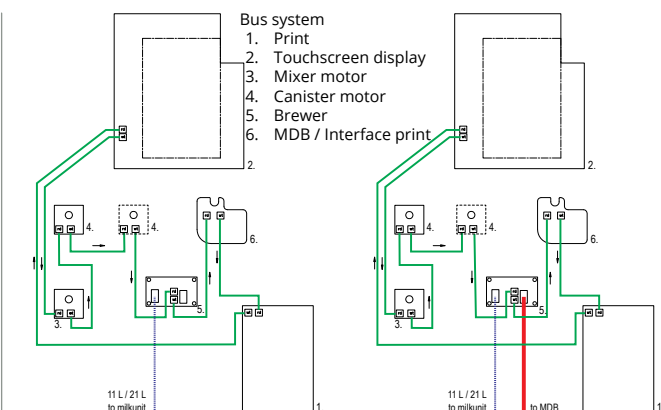 Bus system
1. Print
2. Touchscreen display
3. Mixer motor
4. Canister motor
5. Brewer
6. MDB / Interface print
2.
2.
4.
4.
6.
4.
4.
6.
3.
5.
3.
5.
11 L / 21 L
to milkunit
1
11 L / 21 L
to milkunit
to MDB
1